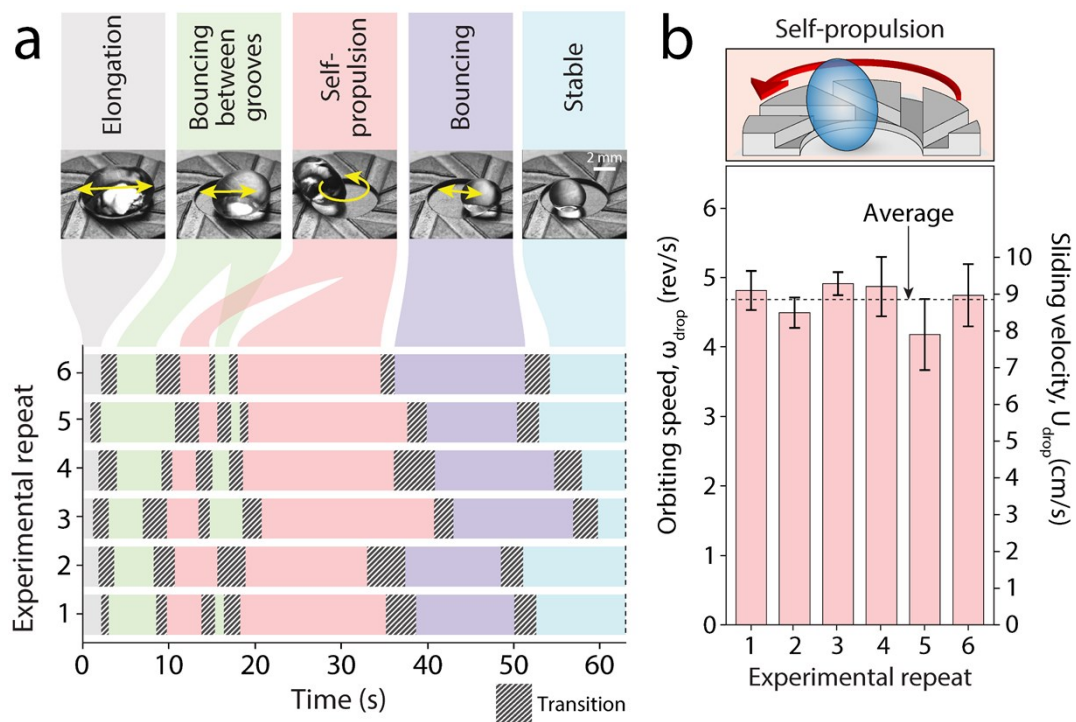 a
Elongation
Bouncing
between
grooves
Self-
propulsion
Bouncing
Stable
2 mm
Experimental repeat
6
5
4
3
2
1
0 10 20 30 40 50 60
Time (s)
Transition
b
Self-propulsion
Average
Orbiting speed, ω_drop (rev/s)
6
5
4
3
2
1
0
Sliding velocity, U_drop (cm/s)
10
9
8
7
6
5
4
3
2
1
0
1 2 3 4 5 6
Experimental repeat